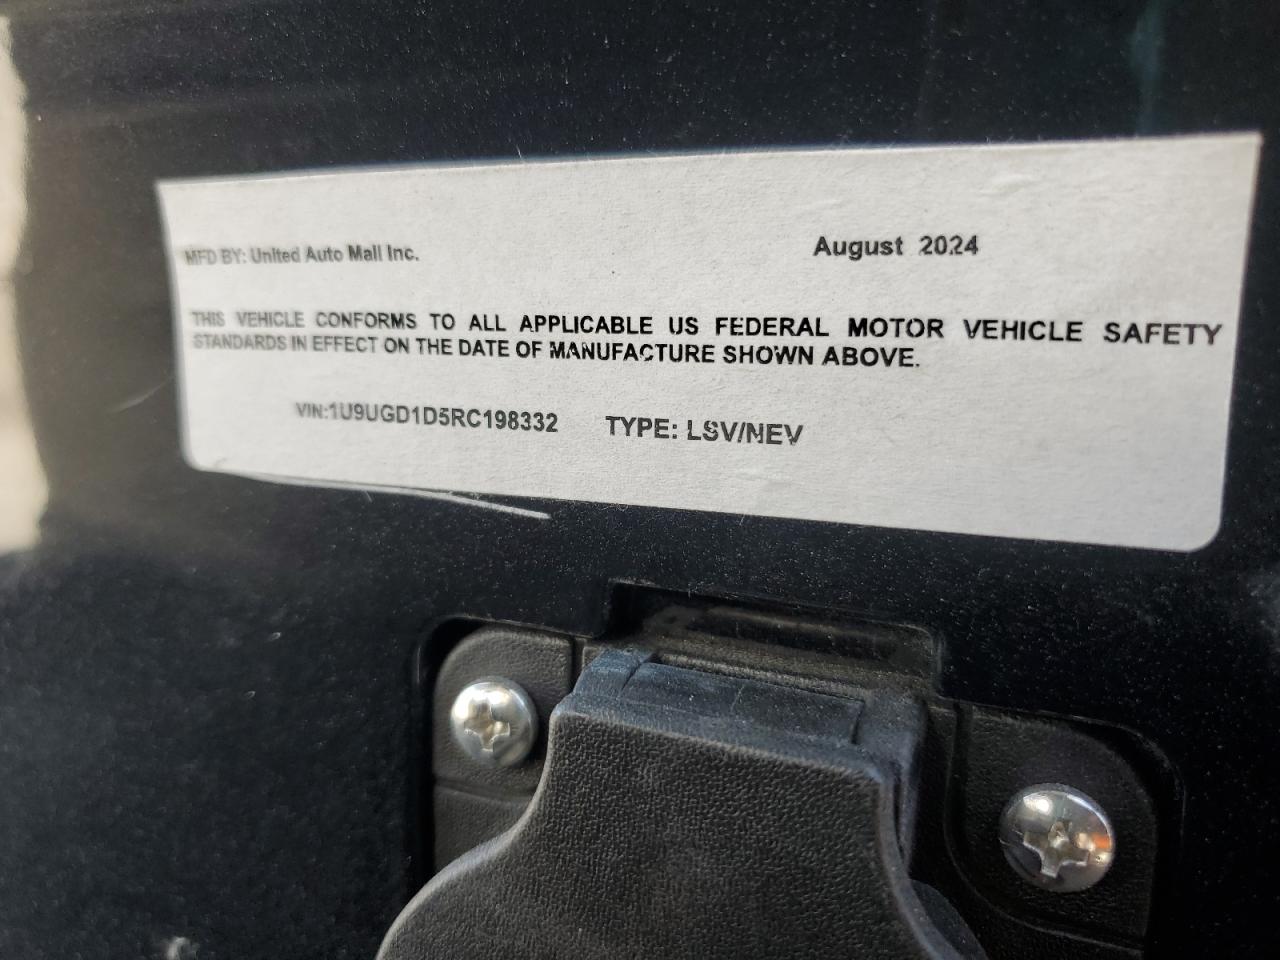 MFD BY: United Auto Mall Inc. August 2024
THIS VEHICLE CONFORMS TO ALL APPLICABLE US FEDERAL MOTOR VEHICLE SAFETY
STANDARDS IN EFFECT ON THE DATE OF MANUFACTURE SHOWN ABOVE.
VIN:1U9UGD1D5RC198332 TYPE: LSV/NEV